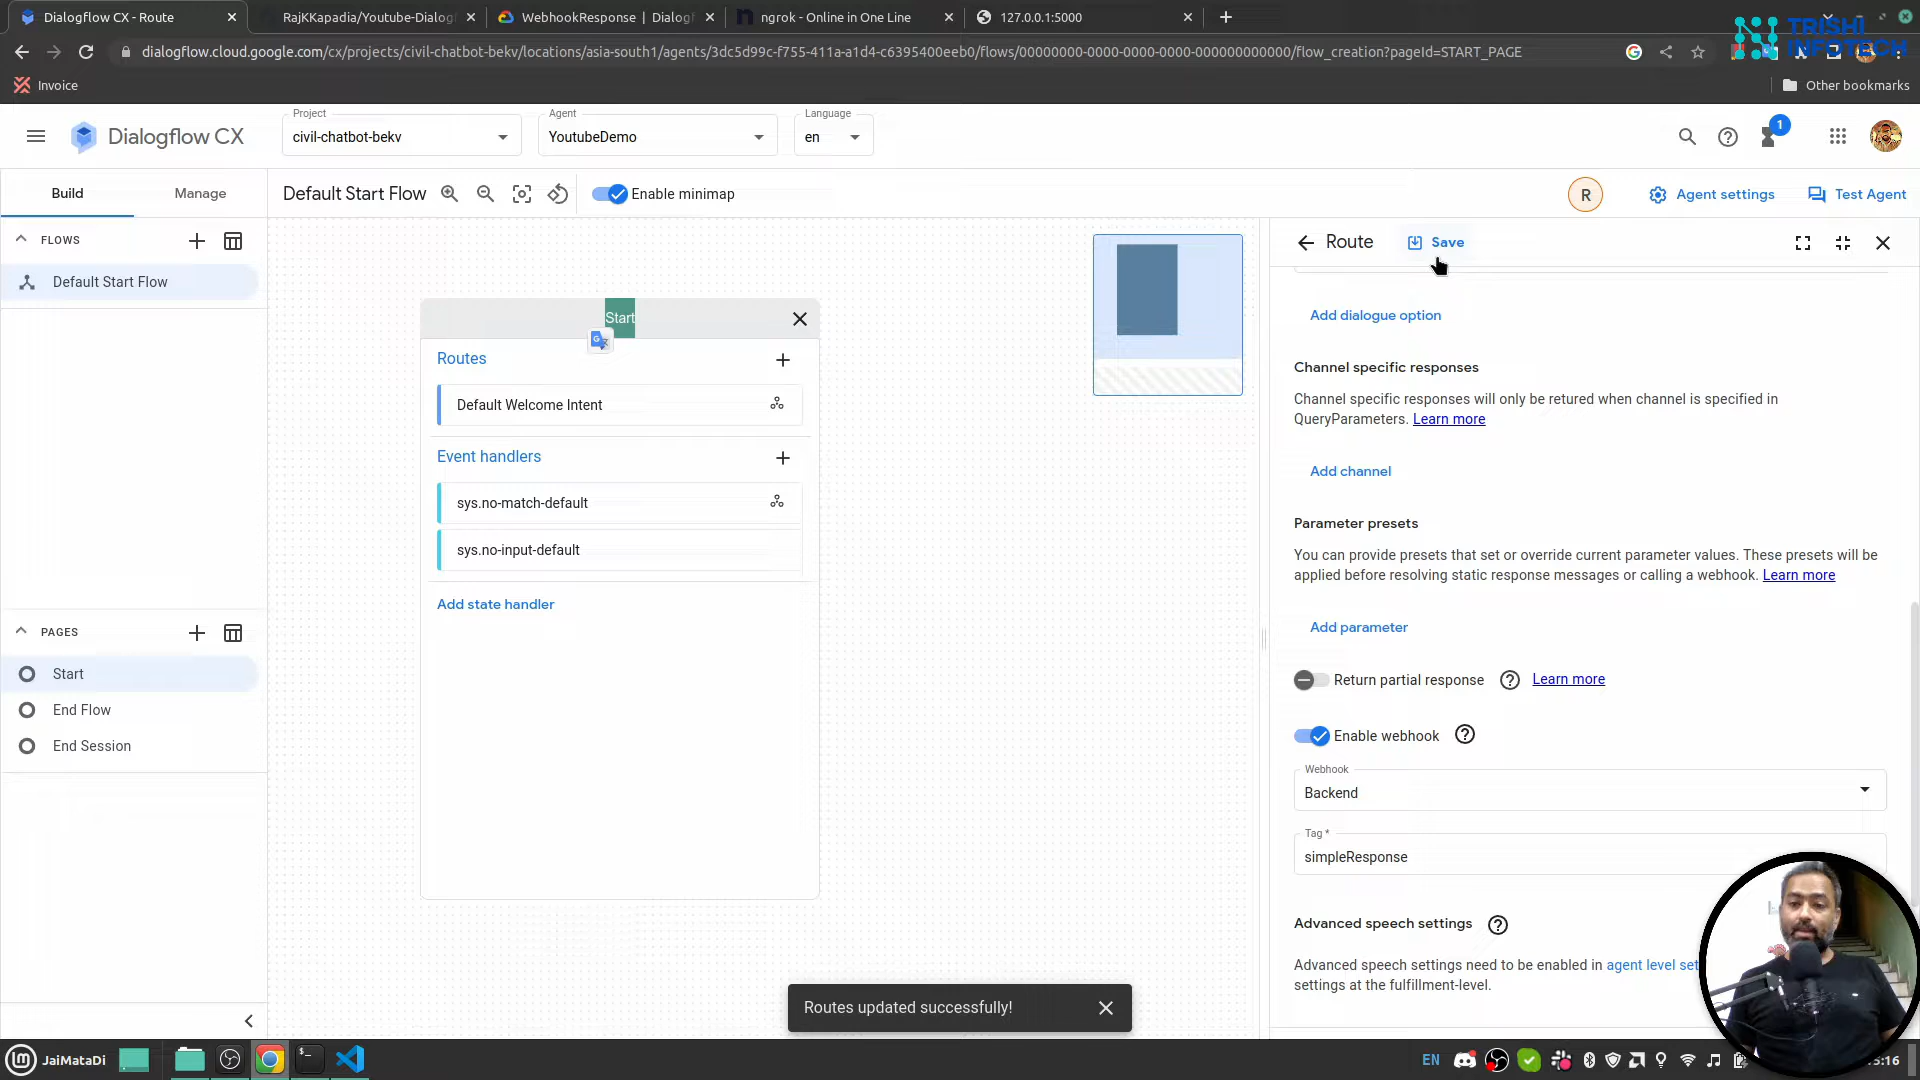 Dialogflow CX - Route
RajKKapadia/Youtube-Dialog
WebhookResponse | Dialog
ngrok - Online in One Line
127.0.0.1:5000
TRISHI
INFOTECH
dialogflow.cloud.google.com/cx/projects/civil-chatbot-bekv/locations/asia-south1/agents/3dc5d99c-f755-411a-a1d4-c6395400eeb0/flows/00000000-0000-0000-0000-000000000000/flow_creation?pageId=START_PAGE
Invoice
Other bookmarks
Dialogflow CX
Project
civil-chatbot-bekv
Agent
YoutubeDemo
Language
en
1
Build
Manage
Default Start Flow
Enable minimap
R
Agent settings
Test Agent
FLOWS
Default Start Flow
PAGES
Start
End Flow
End Session
Start
Routes
Default Welcome Intent
Event handlers
sys.no-match-default
sys.no-input-default
Add state handler
Route
Save
Add dialogue option
Channel specific responses
Channel specific responses will only be retured when channel is specified in
QueryParameters. Learn more
Add channel
Parameter presets
You can provide presets that set or override current parameter values. These presets will be
applied before resolving static response messages or calling a webhook. Learn more
Add parameter
Return partial response
Learn more
Enable webhook
Webhook
Backend
Tag *
simpleResponse
Advanced speech settings
Advanced speech settings need to be enabled in agent level set
settings at the fulfillment-level.
Routes updated successfully!
JaiMataDi
EN